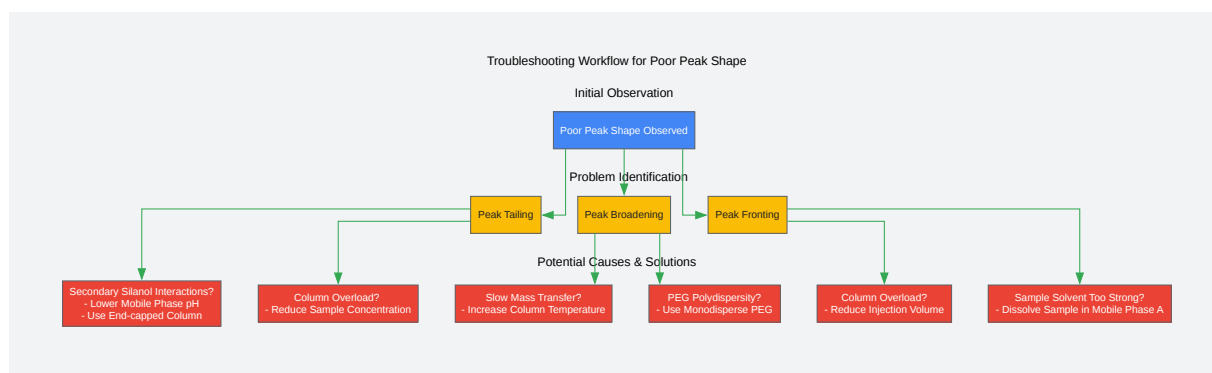 Troubleshooting Workflow for Poor Peak Shape
Initial Observation
Poor Peak Shape Observed
Problem Identification
Peak Tailing
Peak Broadening
Peak Fronting
Potential Causes & Solutions
Secondary Silanol Interactions?
- Lower Mobile Phase pH
- Use End-capped Column
Column Overload?
- Reduce Sample Concentration
Slow Mass Transfer?
- Increase Column Temperature
PEG Polydispersity?
- Use Monodisperse PEG
Column Overload?
- Reduce Injection Volume
Sample Solvent Too Strong?
- Dissolve Sample in Mobile Phase A